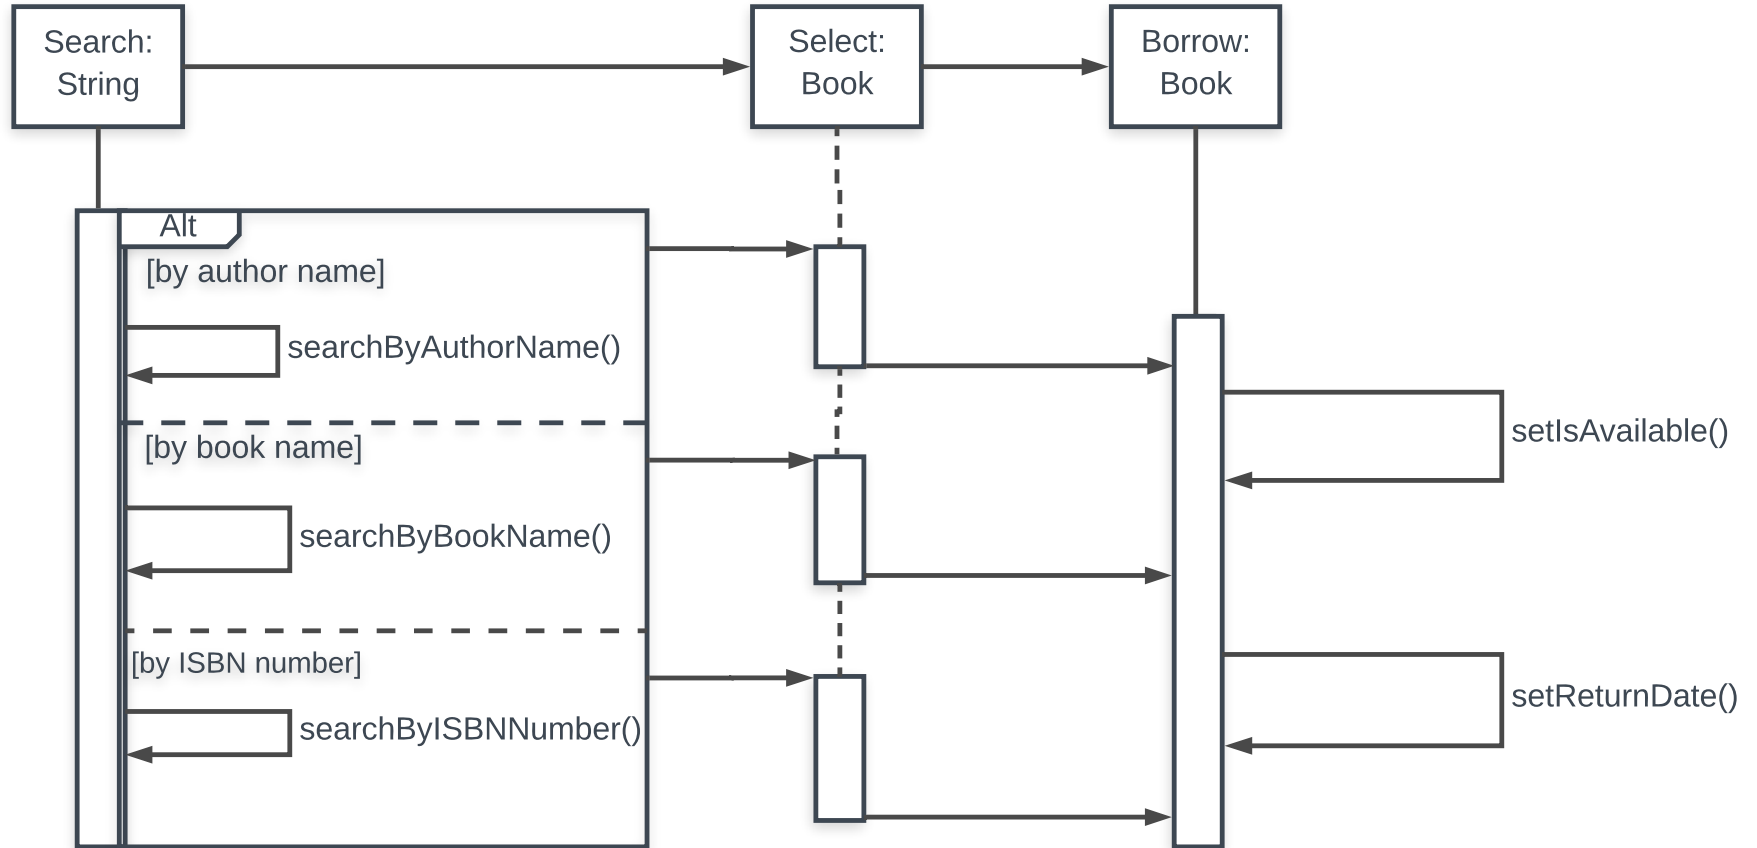 Search:
String
Select:
Book
Borrow:
Book
Alt
[by author name]
searchByAuthorName()
setIsAvailable()
[by book name]
searchByBookName()
[by ISBN number]
setReturnDate()
searchByISBNNumber()